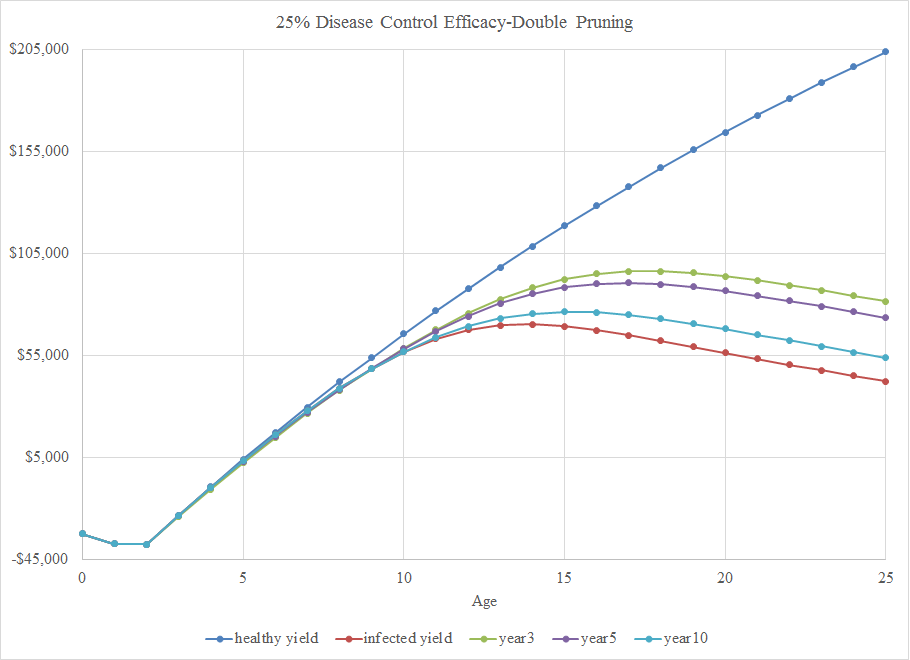 25% Disease Control Efficacy-Double Pruning
$205,000
$155,000
$105,000
$55,000
$5,000
-$45,000
0 5 10 15 20 25
Age
healthy yield infected yield year3 year5 year10